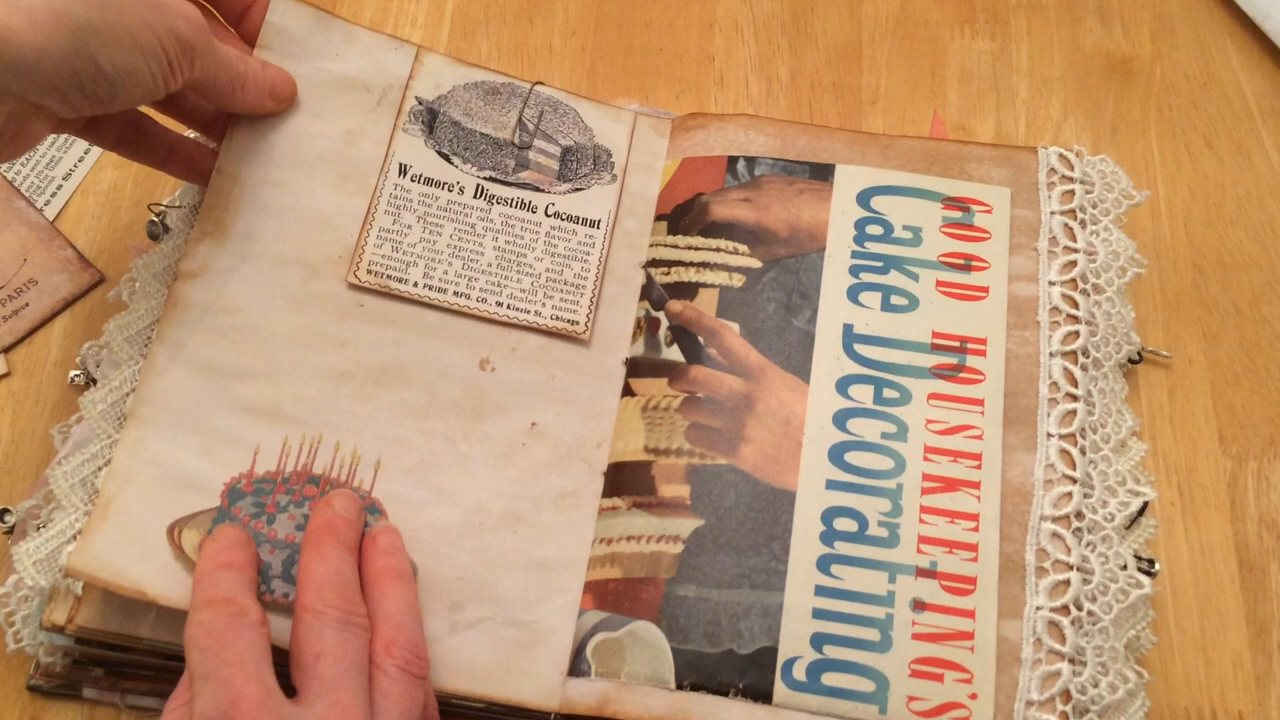 Wetmore's Digestible Cocoanut
The only prepared cocoanut which re-
tains the natural oils, the true flavor and
highly nourishing qualities of the cocoa-
nut. These render it wholly digestible.
FOR TEN CENTS, stamps or coin, to
partly pay express charges, and the
name of your dealer, a full-sized package
of WETMORE'S DIGESTIBLE COCOANUT
—enough for a large cake—will be sent,
prepaid. Be sure to send dealer's name.
WETMORE & PRIDE MFG. CO., 91 Kinzie St., Chicago
GOOD HOUSEKEEPING'S
Cake Decorating
PARIS
Sulpice
ess Stree